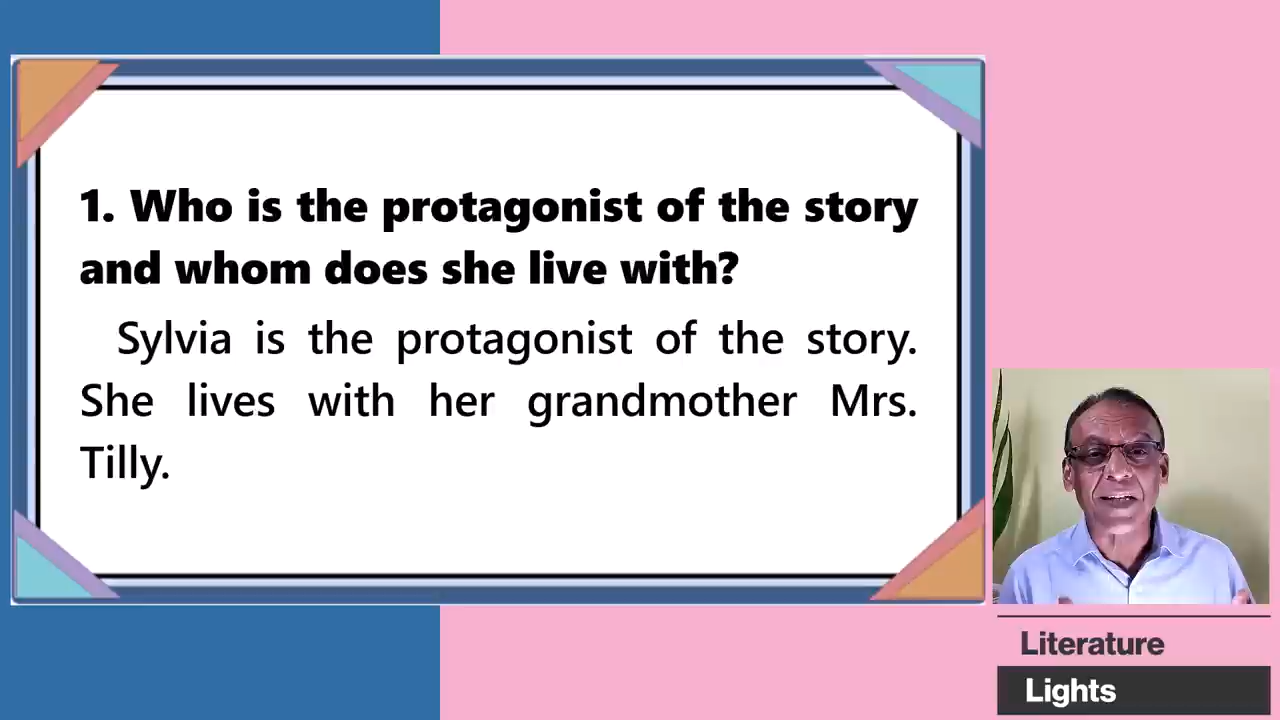 1. Who is the protagonist of the story
and whom does she live with?
Sylvia is the protagonist of the story.
She lives with her grandmother Mrs.
Tilly.
Literature
Lights